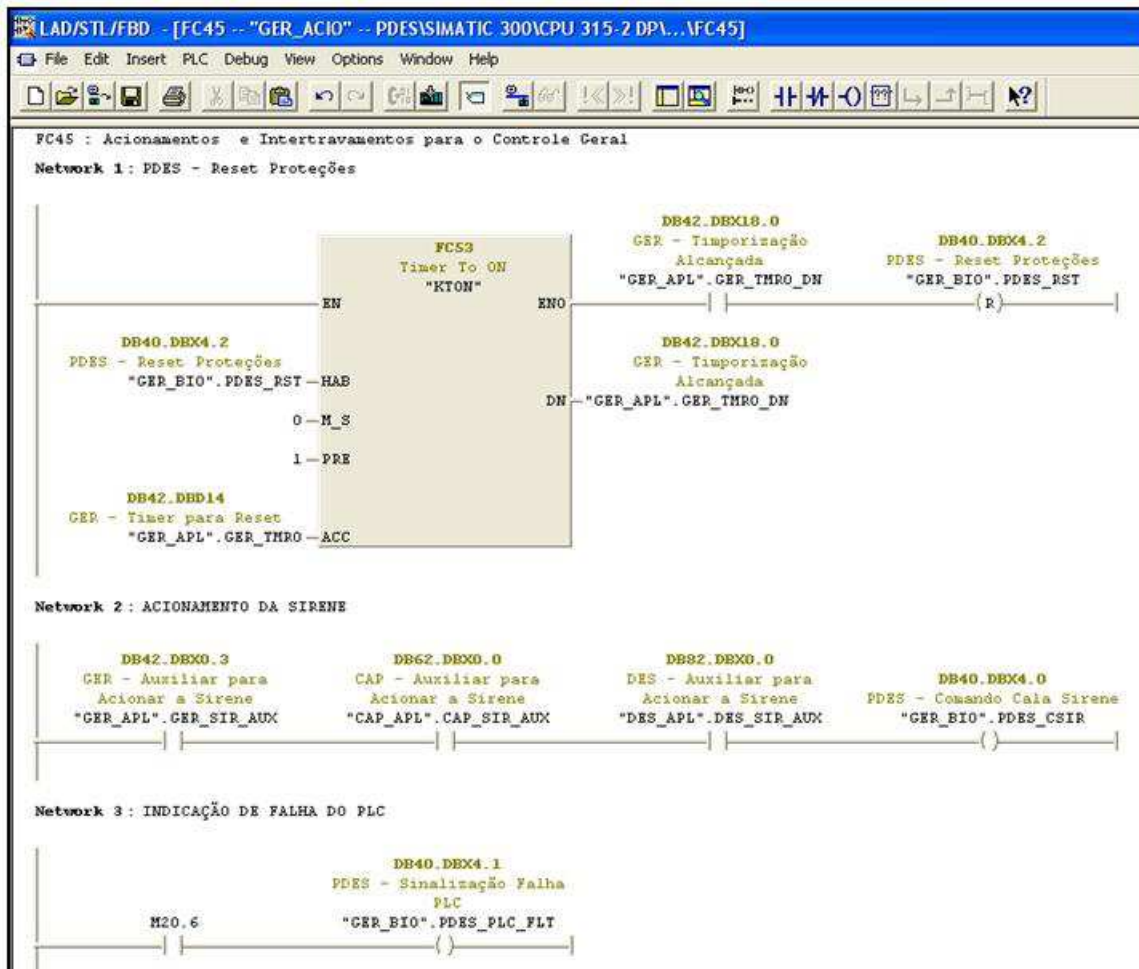 LAD/STL/FBD - [FC45 -- "GER_ACIO" -- PDES\SIMATIC 300\CPU 315-2 DP\...\FC45]
File Edit Insert PLC Debug View Options Window Help
FC45 : Acionamentos e Intertravamentos para o Controle Geral
Network 1: PDES - Reset Proteções
FC53
Timer To ON
"KTON"
EN
ENO
DB42.DBX18.0
GER - Timporização
Alcançada
"GER_APL".GER_TMR0_DN
DB40.DBX4.2
PDES - Reset Proteções
"GER_BIO".PDES_RST
(R)
DB40.DBX4.2
PDES - Reset Proteções
"GER_BIO".PDES_RST
HAB
DB42.DBX18.0
GER - Timporização
Alcançada
DN
"GER_APL".GER_TMR0_DN
0
M_S
1
PRE
DB42.DBD14
GER - Timer para Reset
"GER_APL".GER_TMR0
ACC
Network 2 : ACIONAMENTO DA SIRENE
DB42.DBX0.3
GER - Auxiliar para
Acionar a Sirene
"GER_APL".GER_SIR_AUX
DB62.DBX0.0
CAP - Auxiliar para
Acionar a Sirene
"CAP_APL".CAP_SIR_AUX
DB82.DBX0.0
DES - Auxiliar para
Acionar a Sirene
"DES_APL".DES_SIR_AUX
DB40.DBX4.0
PDES - Comando Cala Sirene
"GER_BIO".PDES_CSIR
( )
Network 3 : INDICAÇÃO DE FALHA DO PLC
M20.6
DB40.DBX4.1
PDES - Sinalização Falha
PLC
"GER_BIO".PDES_PLC_FLT
( )